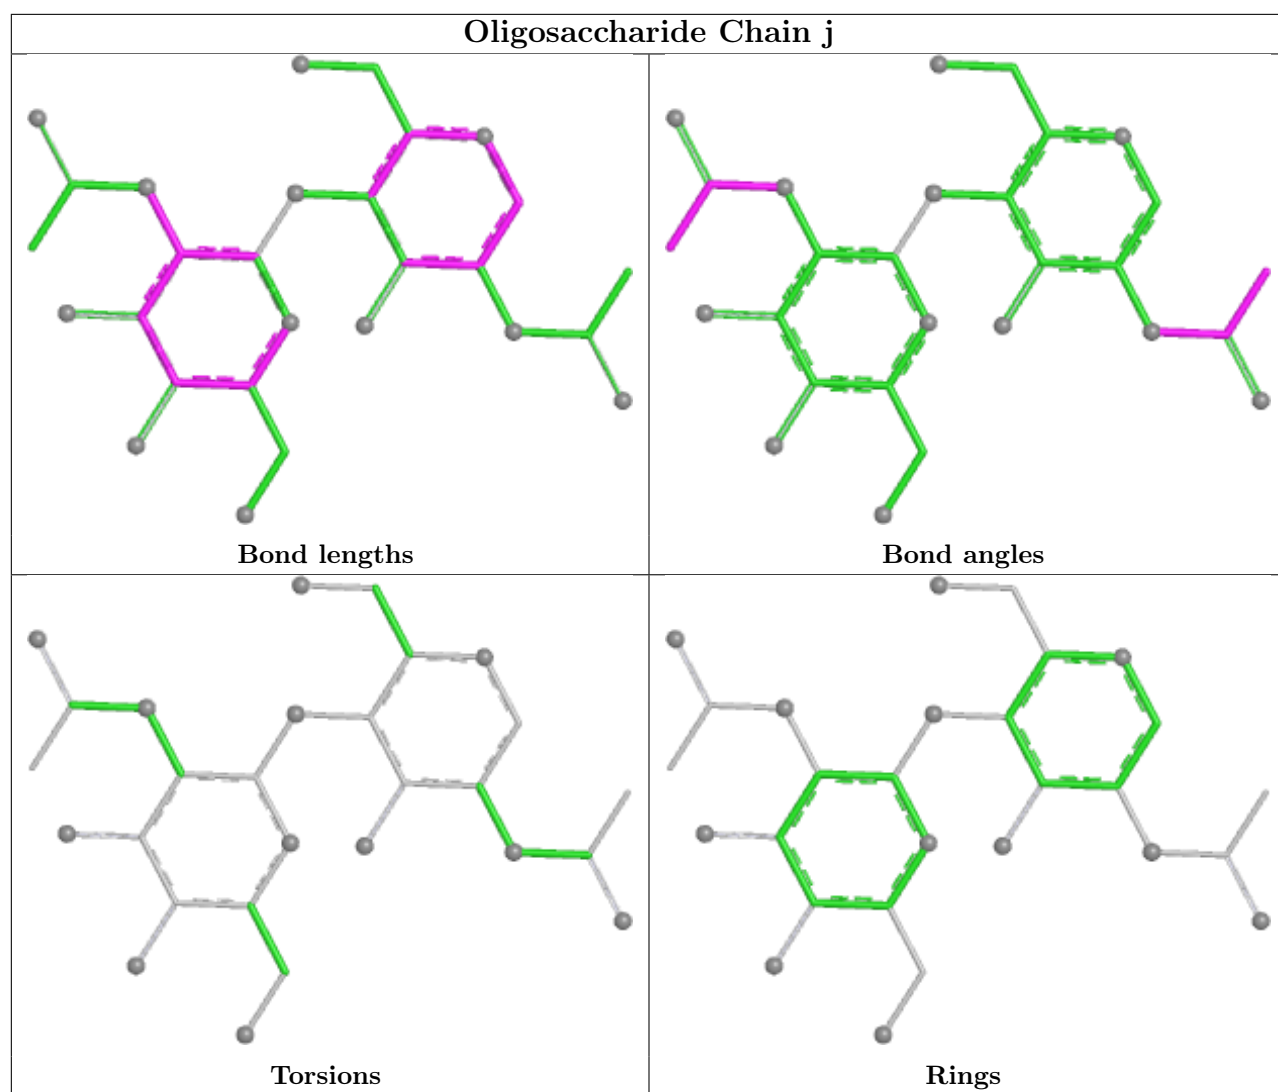 Oligosaccharide Chain j
Bond lengths
Bond angles
Torsions
Rings